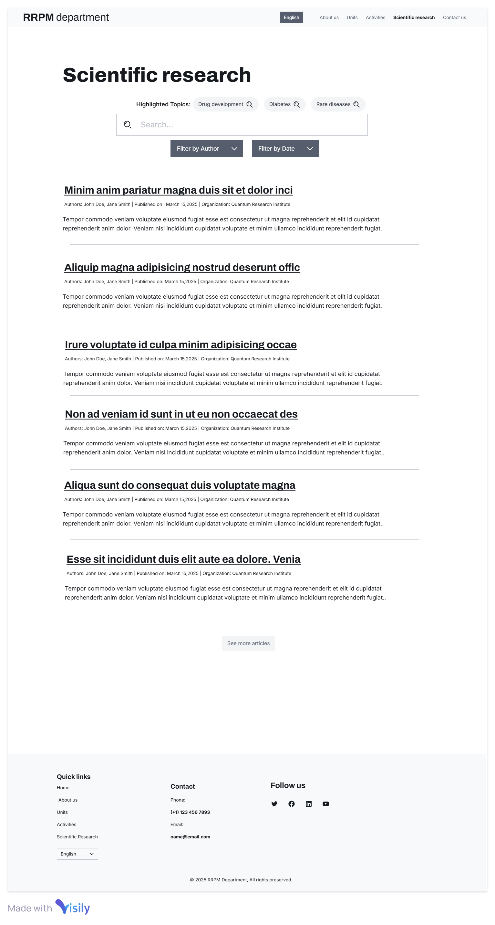 RRPM department
English
About us Units Activities Scientific research Contact us
Scientific research
Highlighted Topics: Drug development Diabetes Rare diseases
Search...
Filter by Author Filter by Date
Minim anim pariatur magna duis sit et dolor inci
Authors: John Doe, Jane Smith | Published on: March 15,2025 | Organization: Quantum Research Institute
Tempor commodo veniam voluptate eiusmod fugiat esse est consectetur ut magna reprehenderit et elit id cupidatat
reprehenderit anim dolor. Veniam nisi incididunt cupidatat voluptate et minim ullamco incididunt reprehenderit fugiat..
Aliquip magna adipisicing nostrud deserunt offic
Authors: John Doe, Jane Smith | Published on: March 15,2025 | Organization: Quantum Research Institute
Tempor commodo veniam voluptate eiusmod fugiat esse est consectetur ut magna reprehenderit et elit id cupidatat
reprehenderit anim dolor. Veniam nisi incididunt cupidatat voluptate et minim ullamco incididunt reprehenderit fugiat..
Irure voluptate id culpa minim adipisicing occae
Authors: John Doe, Jane Smith | Published on: March 15,2025 | Organization: Quantum Research Institute
Tempor commodo veniam voluptate eiusmod fugiat esse est consectetur ut magna reprehenderit et elit id cupidatat
reprehenderit anim dolor. Veniam nisi incididunt cupidatat voluptate et minim ullamco incididunt reprehenderit fugiat..
Non ad veniam id sunt in ut eu non occaecat des
Authors: John Doe, Jane Smith | Published on: March 15,2025 | Organization: Quantum Research Institute
Tempor commodo veniam voluptate eiusmod fugiat esse est consectetur ut magna reprehenderit et elit id cupidatat
reprehenderit anim dolor. Veniam nisi incididunt cupidatat voluptate et minim ullamco incididunt reprehenderit fugiat..
Aliqua sunt do consequat duis voluptate magna
Authors: John Doe, Jane Smith | Published on: March 15,2025 | Organization: Quantum Research Institute
Tempor commodo veniam voluptate eiusmod fugiat esse est consectetur ut magna reprehenderit et elit id cupidatat
reprehenderit anim dolor. Veniam nisi incididunt cupidatat voluptate et minim ullamco incididunt reprehenderit fugiat..
Esse sit incididunt duis elit aute ea dolore. Venia
Authors: John Doe, Jane Smith | Published on: March 15,2025 | Organization: Quantum Research Institute
Tempor commodo veniam voluptate eiusmod fugiat esse est consectetur ut magna reprehenderit et elit id cupidatat
reprehenderit anim dolor. Veniam nisi incididunt cupidatat voluptate et minim ullamco incididunt reprehenderit fugiat..
See more articles
Quick links
Home
About us
Units
Activities
Scientific Research
English
Contact
Phone:
(+1) 123 456 7893
Email:
name@email.com
Follow us
© 2025 RRPM Department, All rights preserved.
Made with Visily